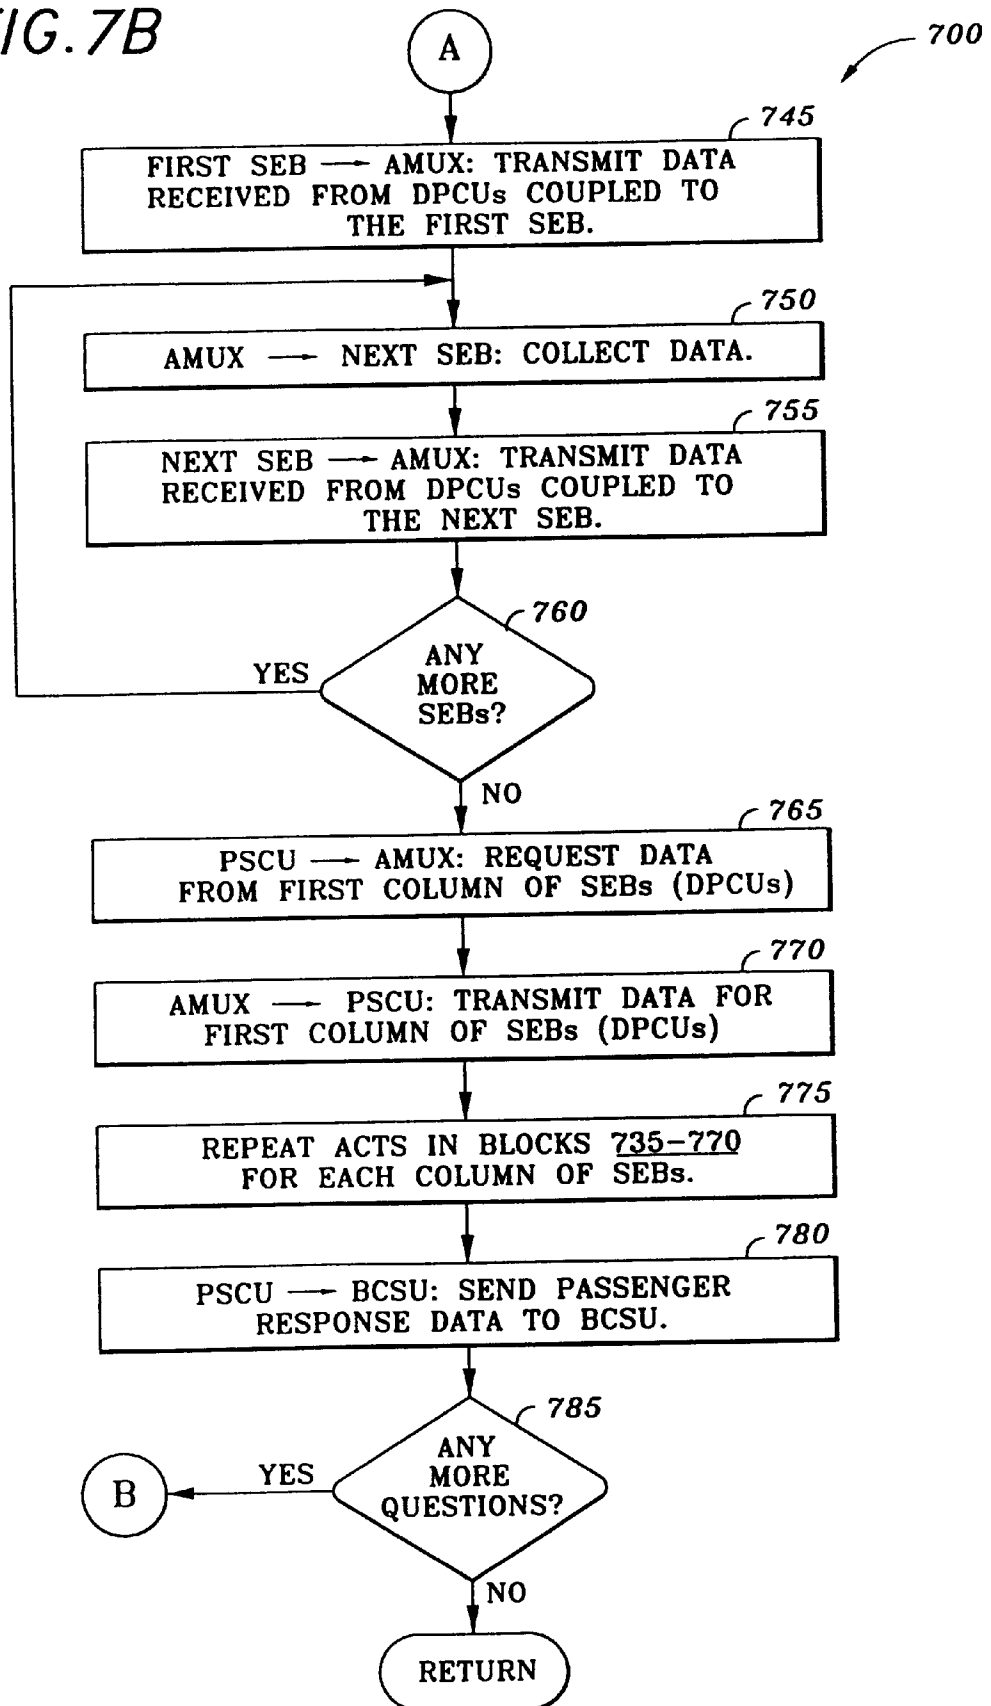 FIG. 7B
A
700
745
FIRST SEB → AMUX: TRANSMIT DATA
RECEIVED FROM DPCUs COUPLED TO
THE FIRST SEB.
750
AMUX → NEXT SEB: COLLECT DATA.
755
NEXT SEB → AMUX: TRANSMIT DATA
RECEIVED FROM DPCUs COUPLED TO
THE NEXT SEB.
760
ANY
MORE
SEBs?
YES
NO
765
PSCU → AMUX: REQUEST DATA
FROM FIRST COLUMN OF SEBs (DPCUs)
770
AMUX → PSCU: TRANSMIT DATA FOR
FIRST COLUMN OF SEBs (DPCUs)
775
REPEAT ACTS IN BLOCKS 735-770
FOR EACH COLUMN OF SEBs.
780
PSCU → BCSU: SEND PASSENGER
RESPONSE DATA TO BCSU.
785
ANY
MORE
QUESTIONS?
YES
B
NO
RETURN